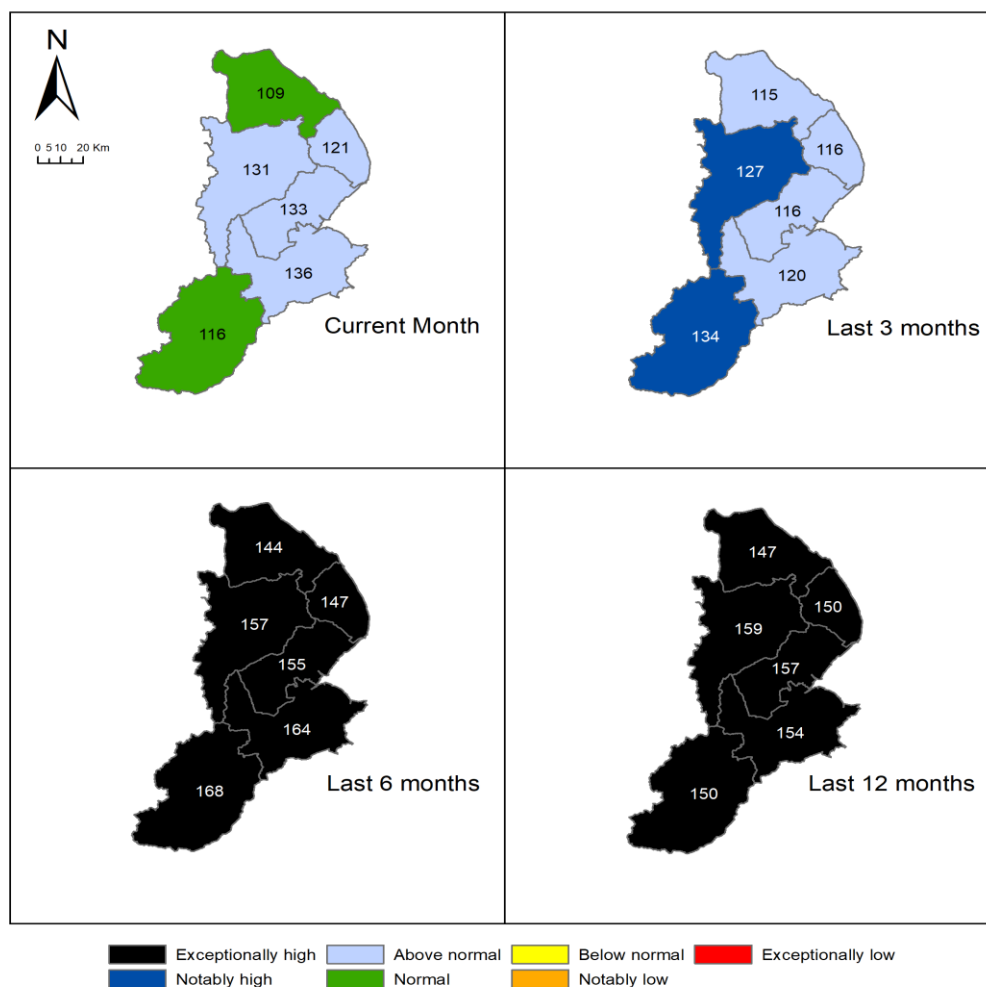 N
0 5 10 20 Km
109
121
131
133
136
116
Current Month
115
116
127
116
120
134
Last 3 months
144
147
157
155
164
168
Last 6 months
147
150
159
157
154
150
Last 12 months
Exceptionally high
Above normal
Below normal
Exceptionally low
Notably high
Normal
Notably low